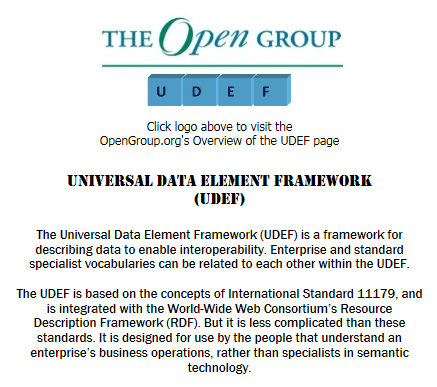 THE Open GROUP
U D E F
Click logo above to visit the
OpenGroup.org's Overview of the UDEF page
UNIVERSAL DATA ELEMENT FRAMEWORK
(UDEF)
The Universal Data Element Framework (UDEF) is a framework for
describing data to enable interoperability. Enterprise and standard
specialist vocabularies can be related to each other within the UDEF.
The UDEF is based on the concepts of International Standard 11179, and
is integrated with the World-Wide Web Consortium's Resource
Description Framework (RDF). But it is less complicated than these
standards. It is designed for use by the people that understand an
enterprise's business operations, rather than specialists in semantic
technology.